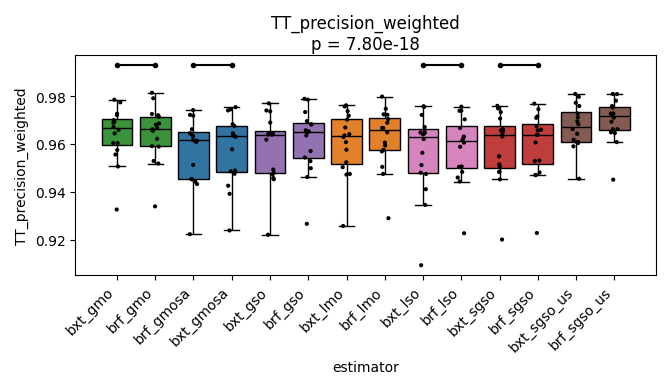 TT_precision_weighted
p = 7.80e-18
TT_precision_weighted
0.98
0.96
0.94
0.92
bxt_gmo
brf_gmo
brf_gmosa
bxt_gmosa
bxt_gso
brf_gso
bxt_lmo
brf_lmo
bxt_lso
brf_lso
bxt_sgso
brf_sgso
bxt_sgso_us
brf_sgso_us
estimator